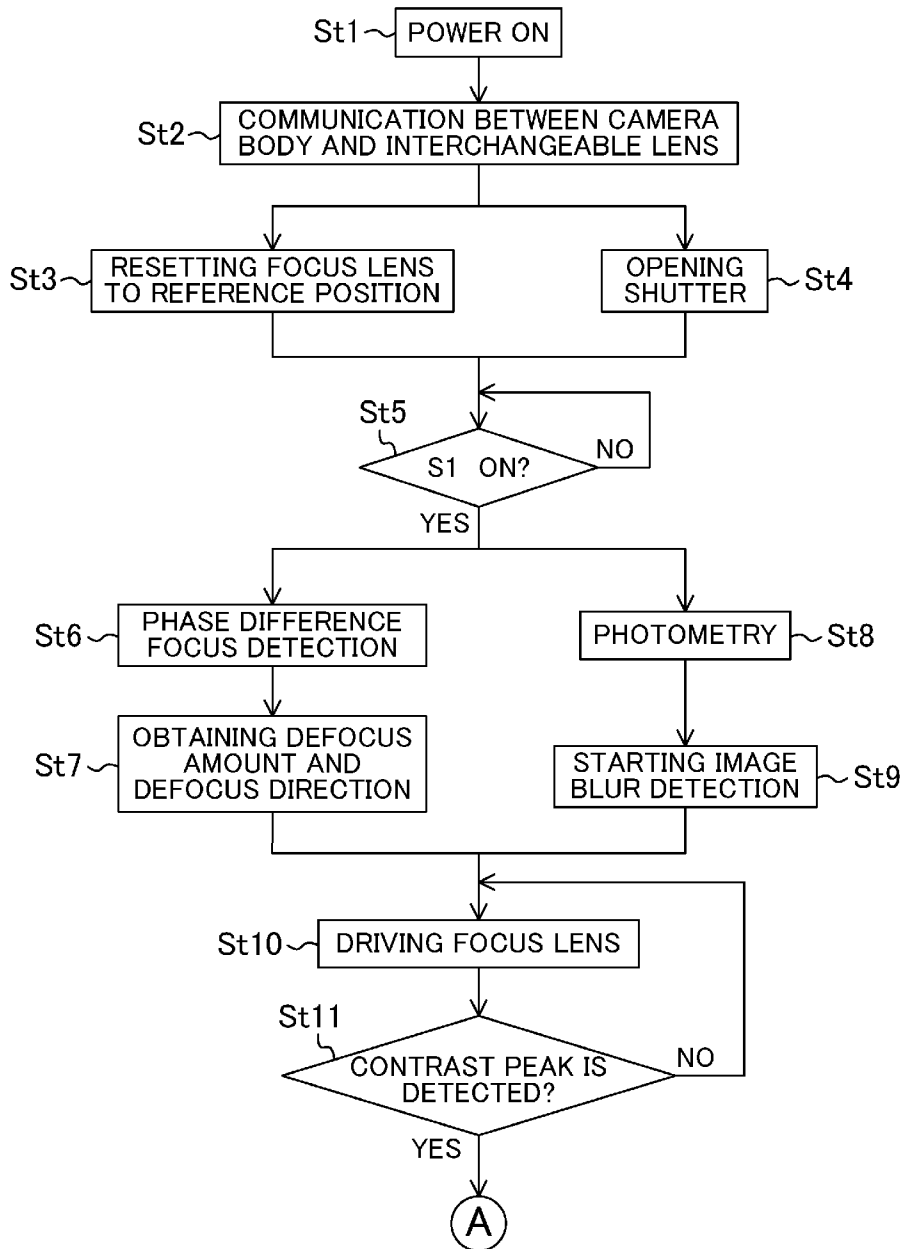 St1
POWER ON
St2
COMMUNICATION BETWEEN CAMERA
BODY AND INTERCHANGEABLE LENS
St3
RESETTING FOCUS LENS
TO REFERENCE POSITION
OPENING
SHUTTER
St4
St5
S1 ON?
NO
YES
St6
PHASE DIFFERENCE
FOCUS DETECTION
PHOTOMETRY
St8
St7
OBTAINING DEFOCUS
AMOUNT AND
DEFOCUS DIRECTION
STARTING IMAGE
BLUR DETECTION
St9
St10
DRIVING FOCUS LENS
St11
CONTRAST PEAK IS
DETECTED?
NO
YES
A